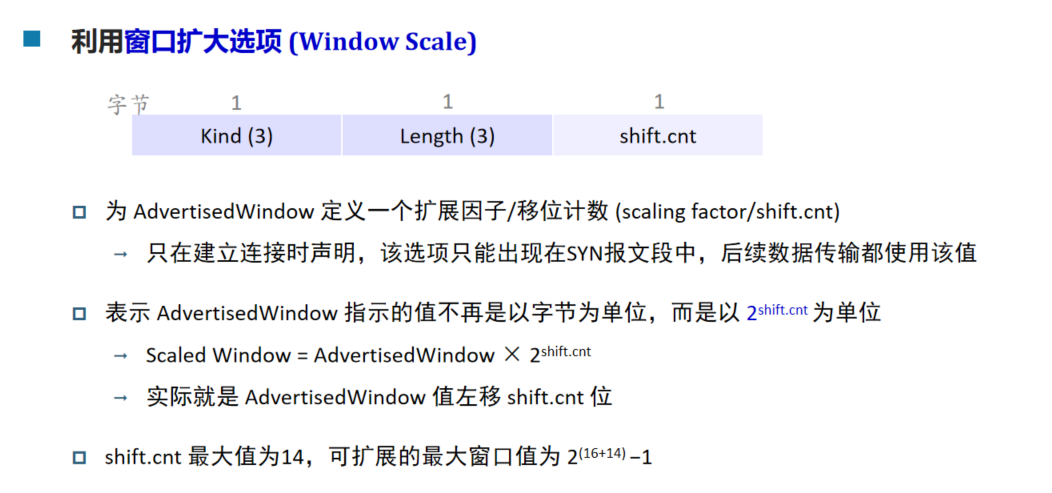 利用窗口扩大选项 (Window Scale)
字节 1 1 1
Kind (3) Length (3) shift.cnt
为 AdvertisedWindow 定义一个扩展因子/移位计数 (scaling factor/shift.cnt)
→ 只在建立连接时声明，该选项只能出现在SYN报文段中，后续数据传输都使用该值
表示 AdvertisedWindow 指示的值不再是以字节为单位，而是以 2^shift.cnt 为单位
→ Scaled Window = AdvertisedWindow × 2^shift.cnt
→ 实际就是 AdvertisedWindow 值左移 shift.cnt 位
shift.cnt 最大值为14，可扩展的最大窗口值为 2^(16+14) −1